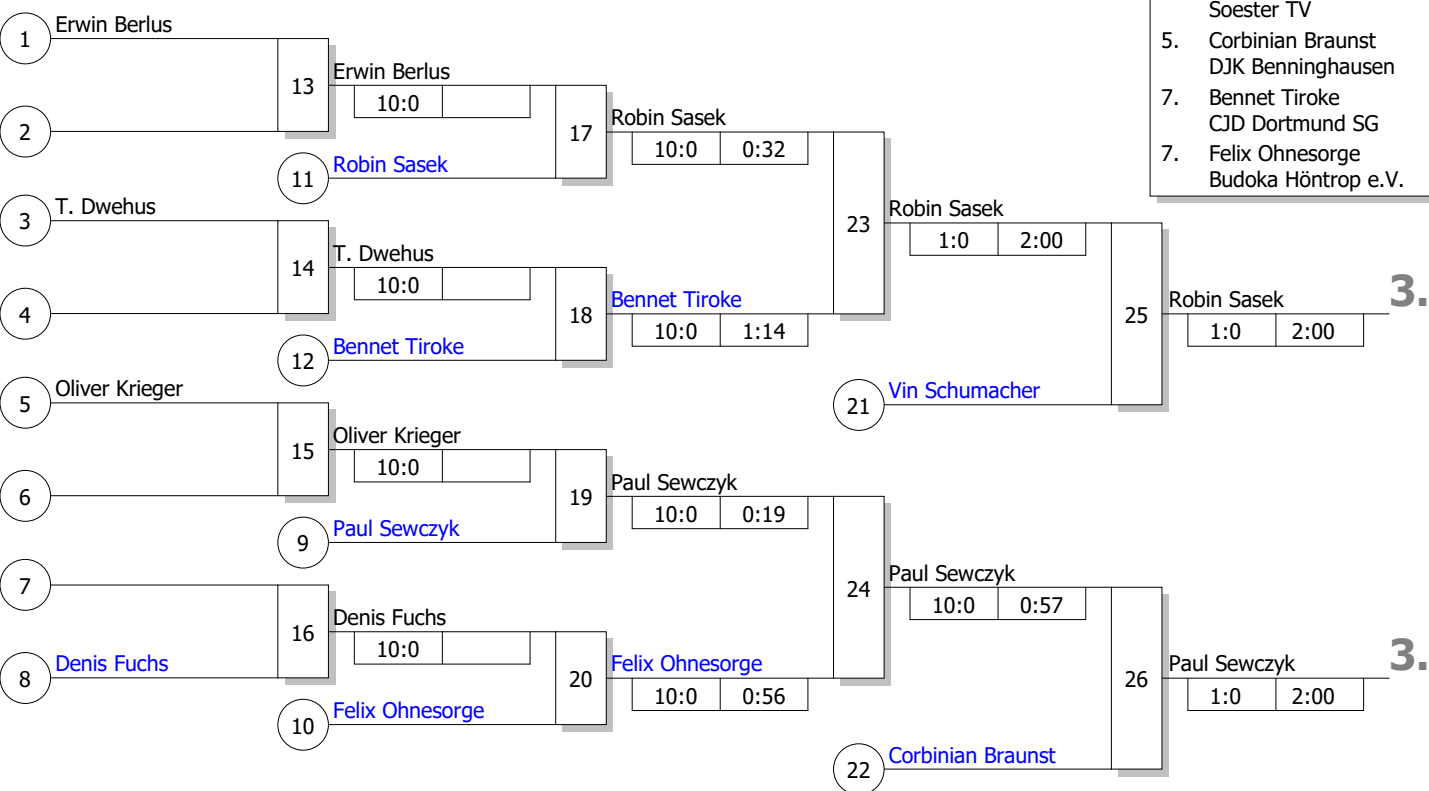 Soester TV
5. Corbinian Braunst
DJK Benninghausen
7. Bennet Tiroke
CJD Dortmund SG
7. Felix Ohnesorge
Budoka Höntrop e.V.
1 Erwin Berlus
13 Erwin Berlus
10:0
2
17 Robin Sasek
10:0 0:32
11 Robin Sasek
3 T. Dwehus
23 Robin Sasek
1:0 2:00
14 T. Dwehus
10:0
4
18 Bennet Tiroke
10:0 1:14
12 Bennet Tiroke
25 Robin Sasek 3.
1:0 2:00
5 Oliver Krieger
21 Vin Schumacher
15 Oliver Krieger
10:0
6
19 Paul Sewczyk
10:0 0:19
9 Paul Sewczyk
7
24 Paul Sewczyk
10:0 0:57
16 Denis Fuchs
10:0
8 Denis Fuchs
20 Felix Ohnesorge
10:0 0:56
10 Felix Ohnesorge
26 Paul Sewczyk 3.
1:0 2:00
22 Corbinian Braunst